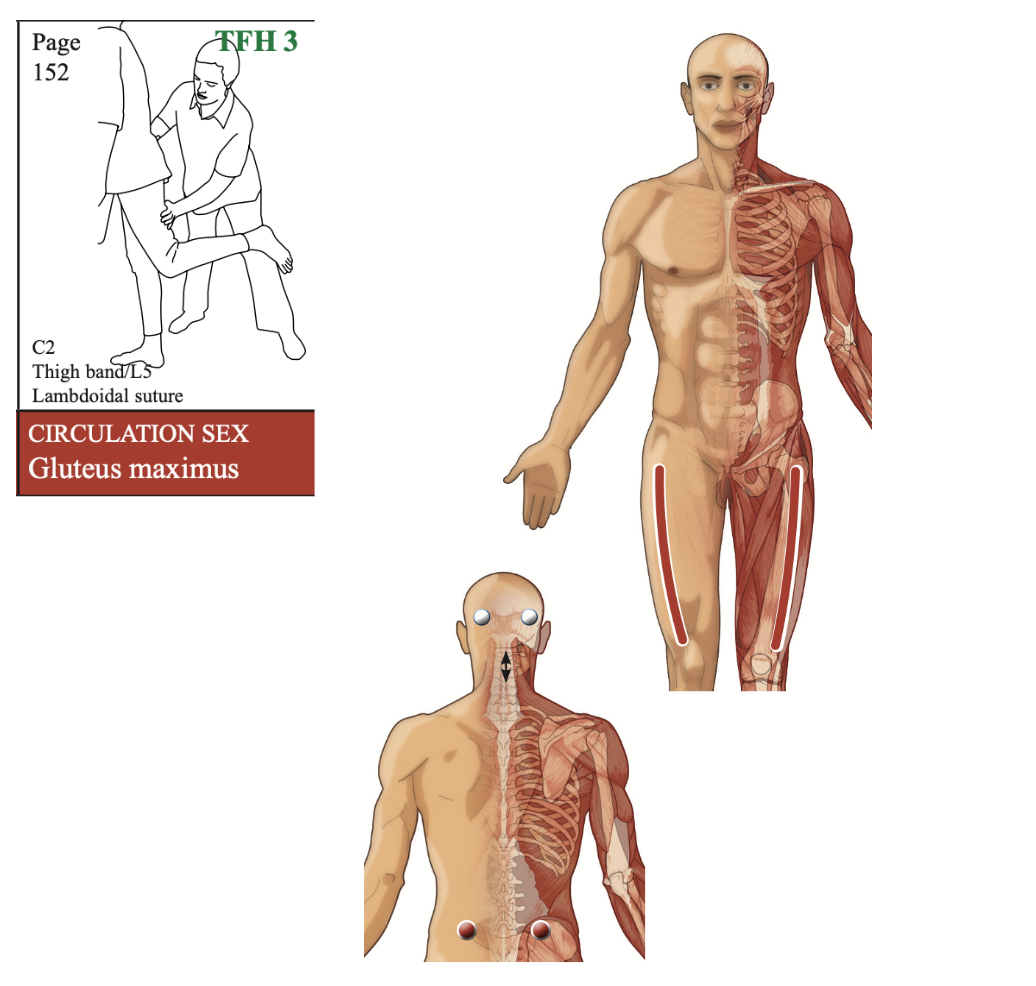 Page
TFH 3
152
C2
Thigh band/L5
Lambdoidal suture
CIRCULATION SEX
Gluteus maximus